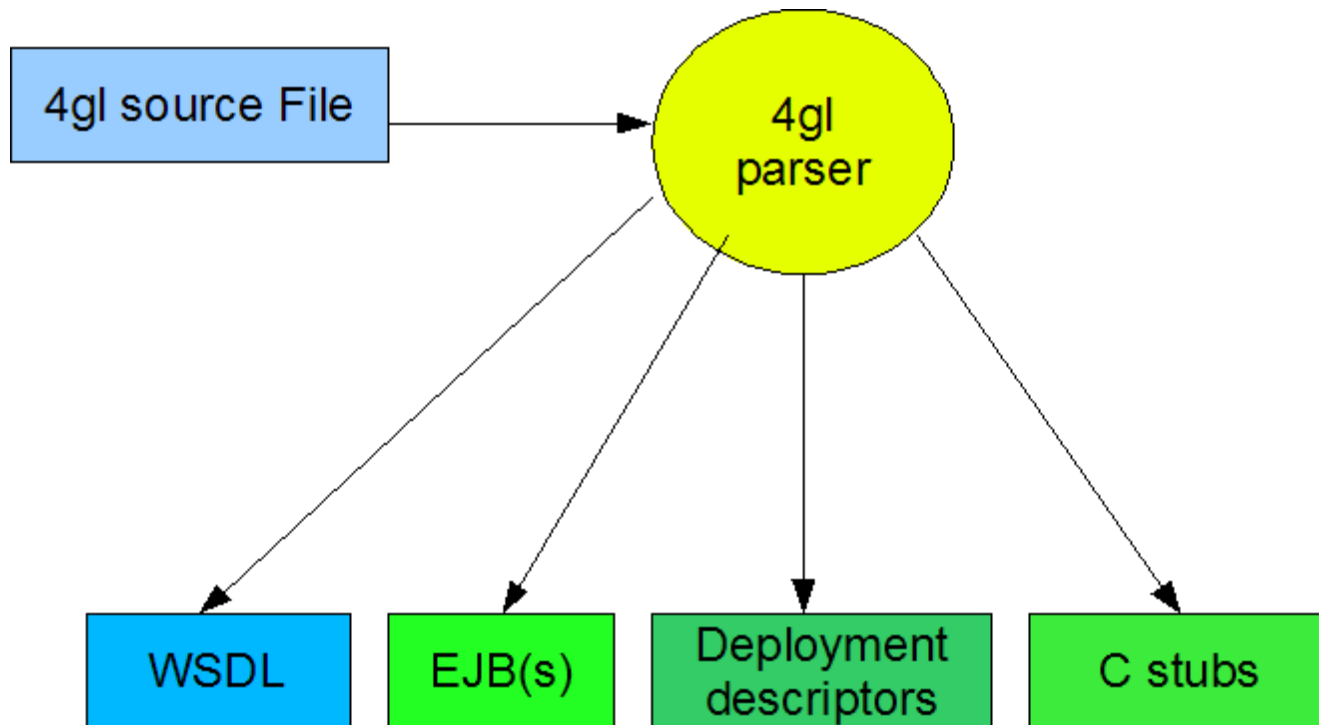 4gl source File
4gl
parser
WSDL
EJB(s)
Deployment
descriptors
C stubs